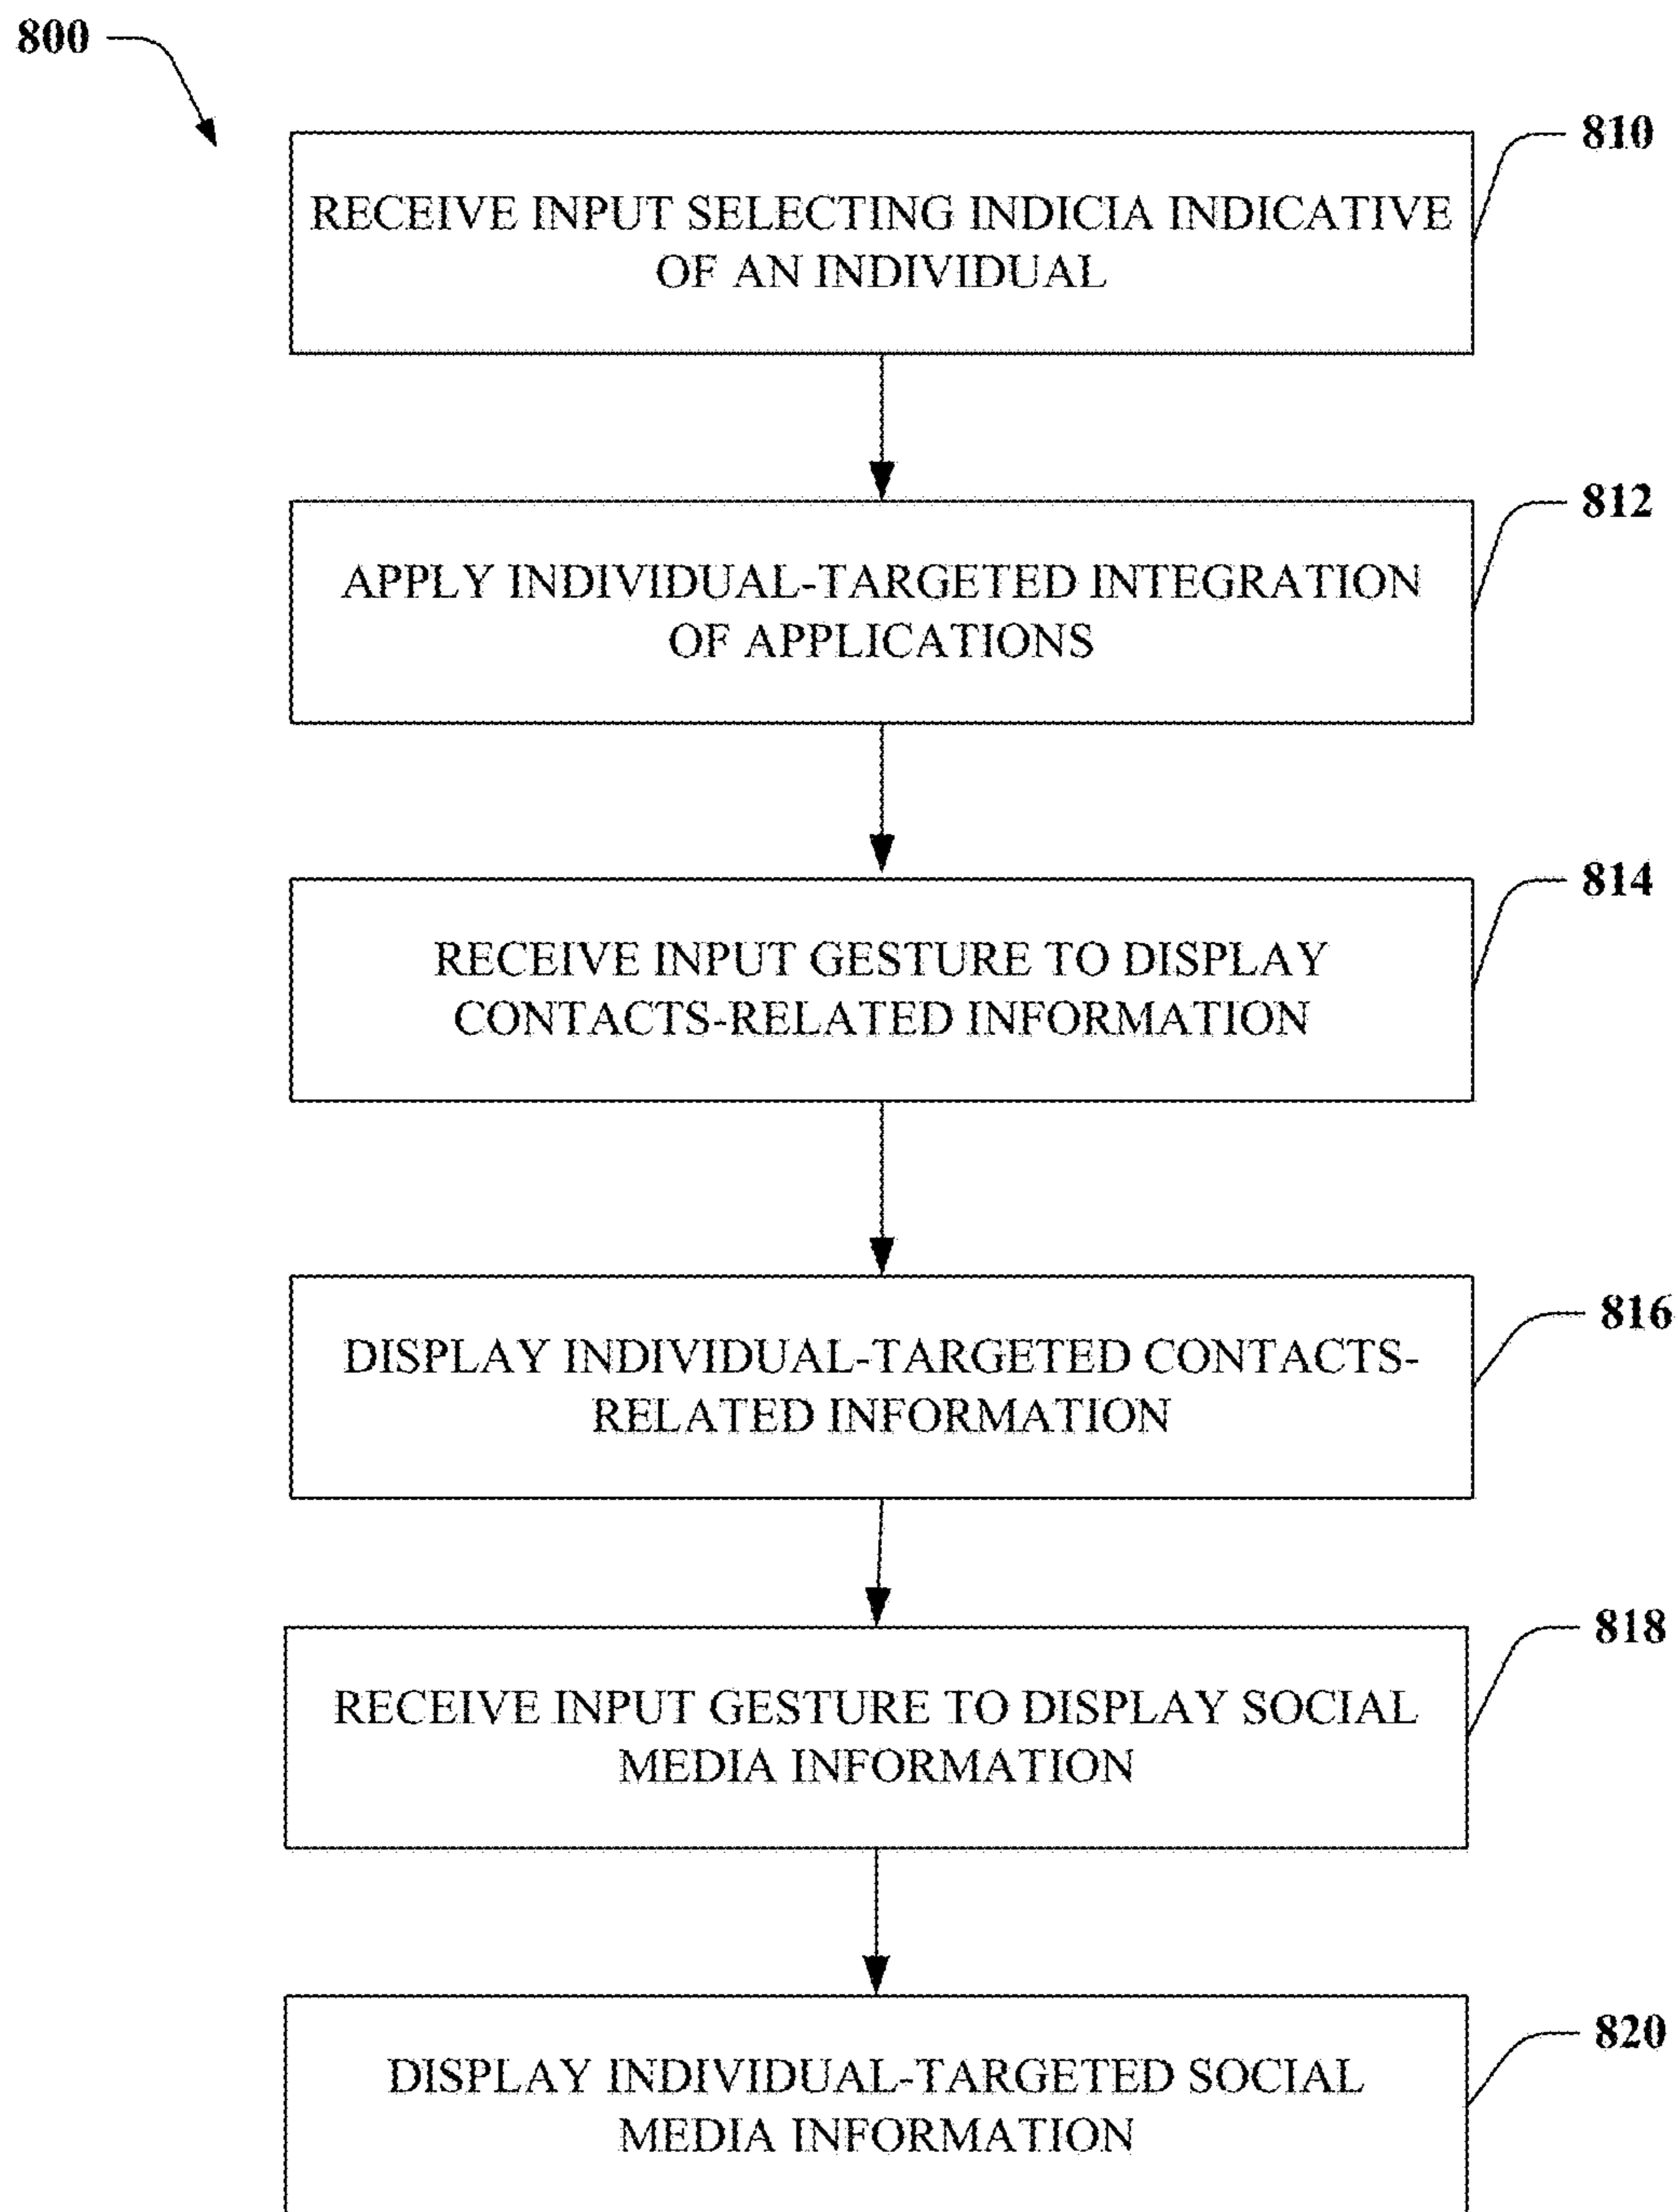 800
810
RECEIVE INPUT SELECTING INDICIA INDICATIVE
OF AN INDIVIDUAL
812
APPLY INDIVIDUAL-TARGETED INTEGRATION
OF APPLICATIONS
814
RECEIVE INPUT GESTURE TO DISPLAY
CONTACTS-RELATED INFORMATION
816
DISPLAY INDIVIDUAL-TARGETED CONTACTS-
RELATED INFORMATION
818
RECEIVE INPUT GESTURE TO DISPLAY SOCIAL
MEDIA INFORMATION
820
DISPLAY INDIVIDUAL-TARGETED SOCIAL
MEDIA INFORMATION